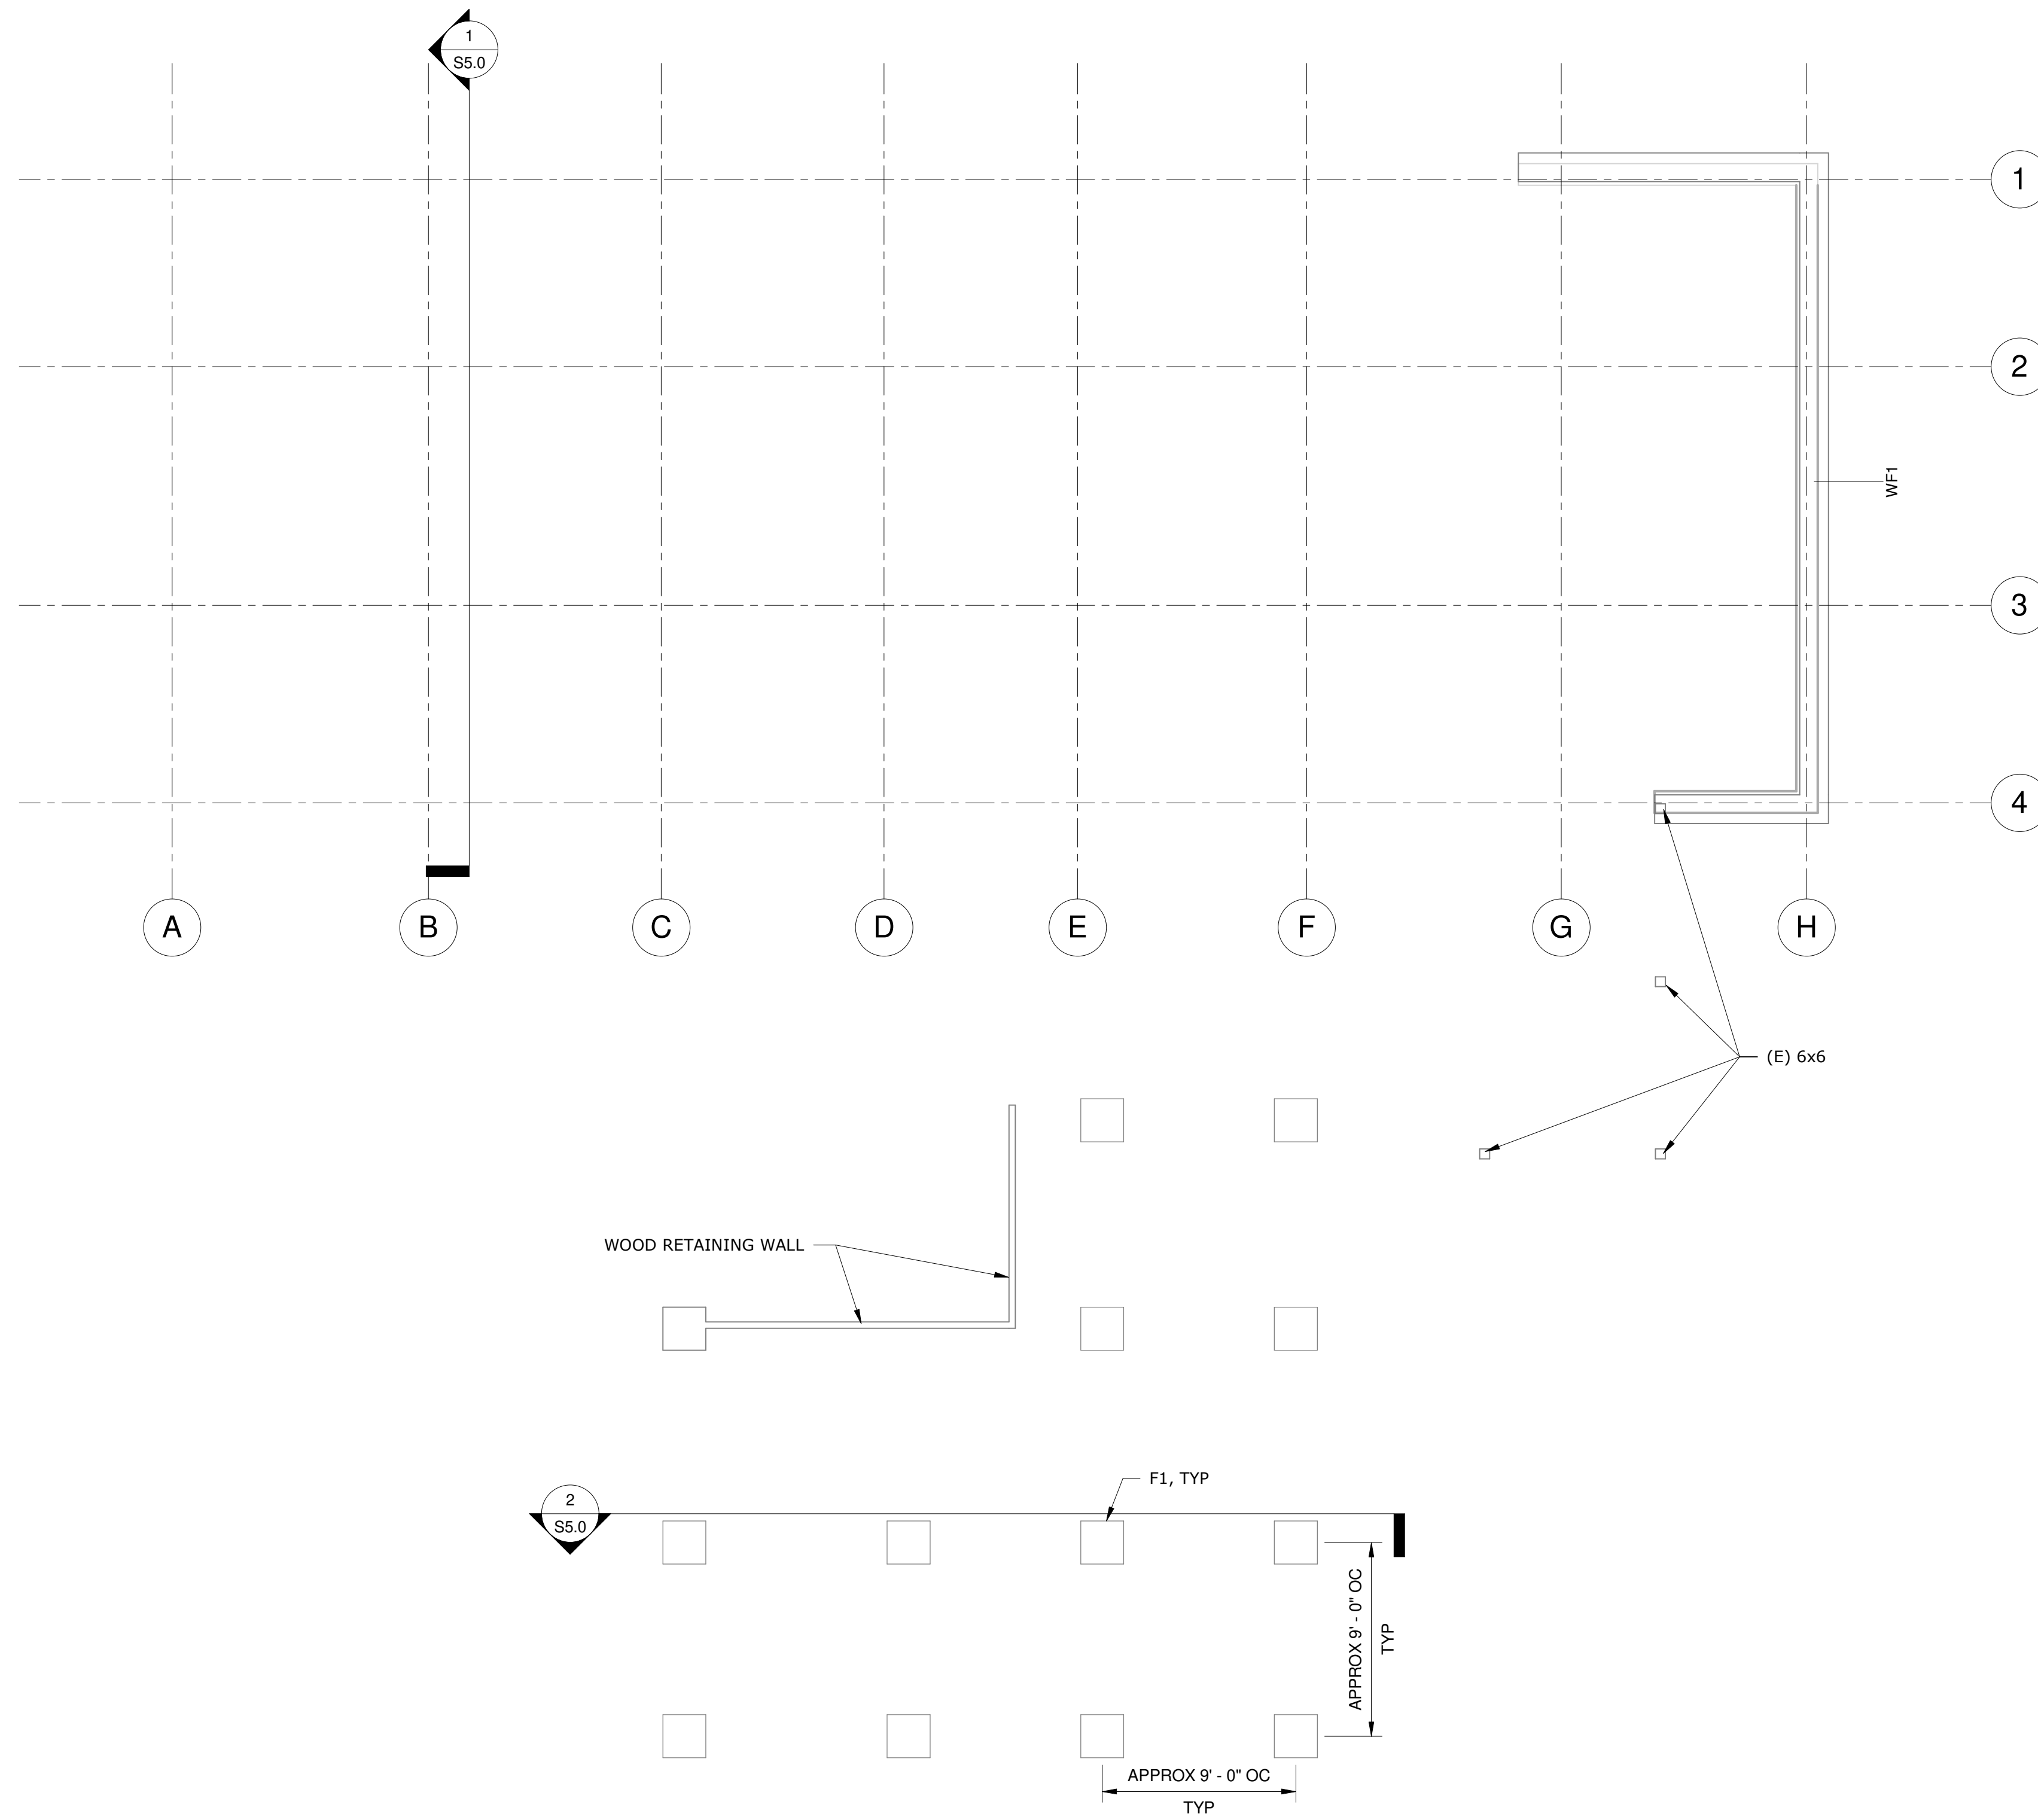 1
S5.0
1
2
WF1
3
4
A
B
C
D
E
F
G
H
(E) 6x6
WOOD RETAINING WALL
F1, TYP
2
S5.0
APPROX 9' - 0" OC
TYP
APPROX 9' - 0" OC
TYP